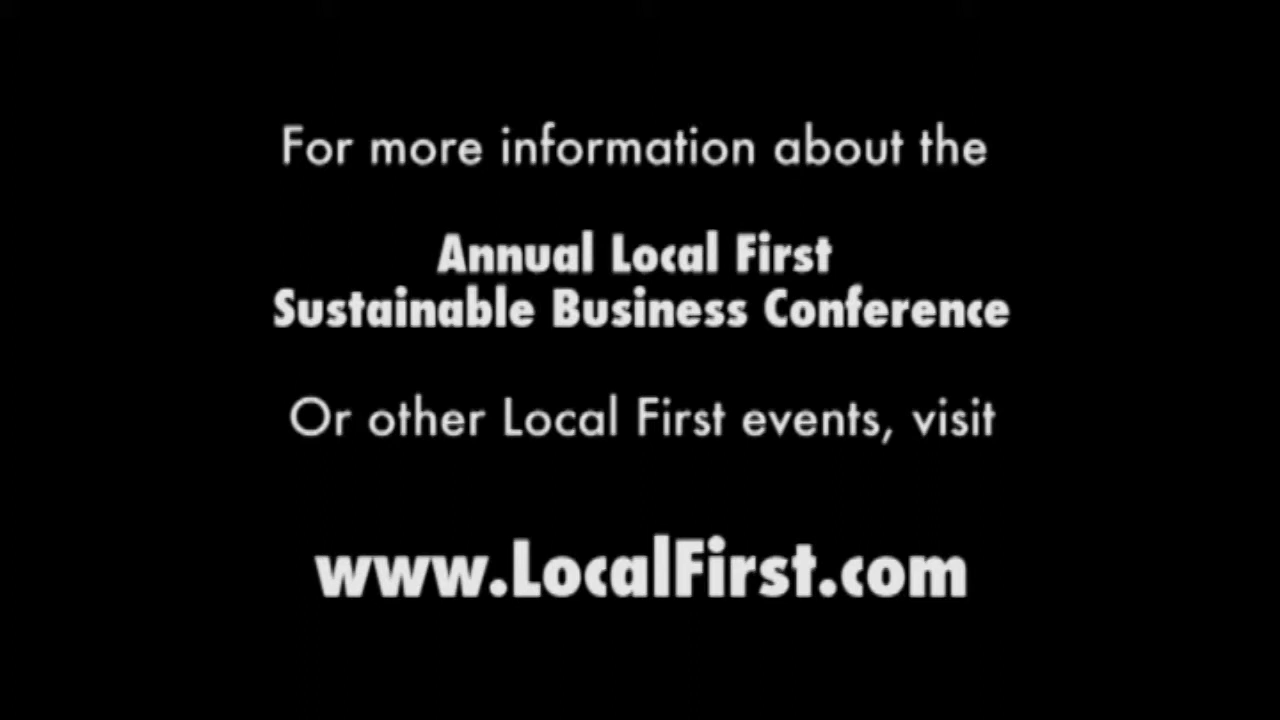 For more information about the
Annual Local First
Sustainable Business Conference
Or other Local First events, visit
www.LocalFirst.com